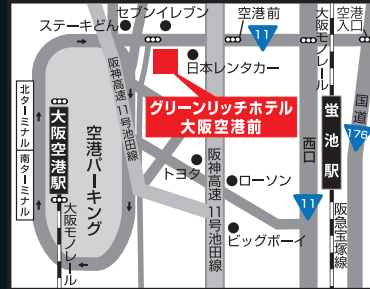 セブンイレブン
ステーキどん
空港前
11
大阪モノレール
空港入口
日本レンタカー
グリーンリッチホテル
大阪空港前
阪神高速11号池田線
北ターミナル
南ターミナル
大阪空港駅
空港パーキング
大阪モノレール
西口
蛍池駅
国道
176
トヨタ
ローソン
阪神高速11号池田線
11
ビッグボーイ
阪急宝塚線